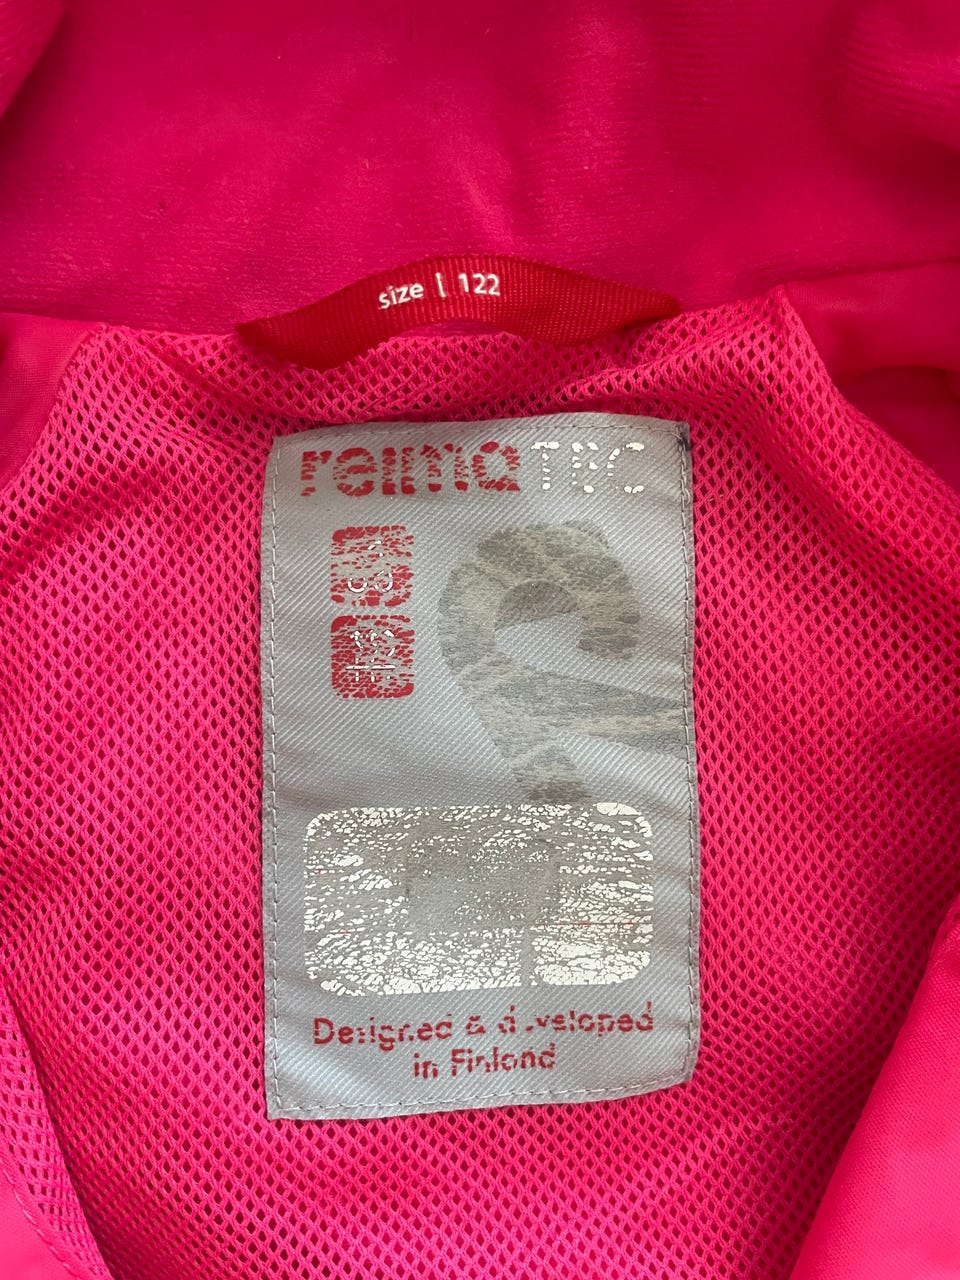 size | 122
reimaTEC
Designed & developed
in Finland